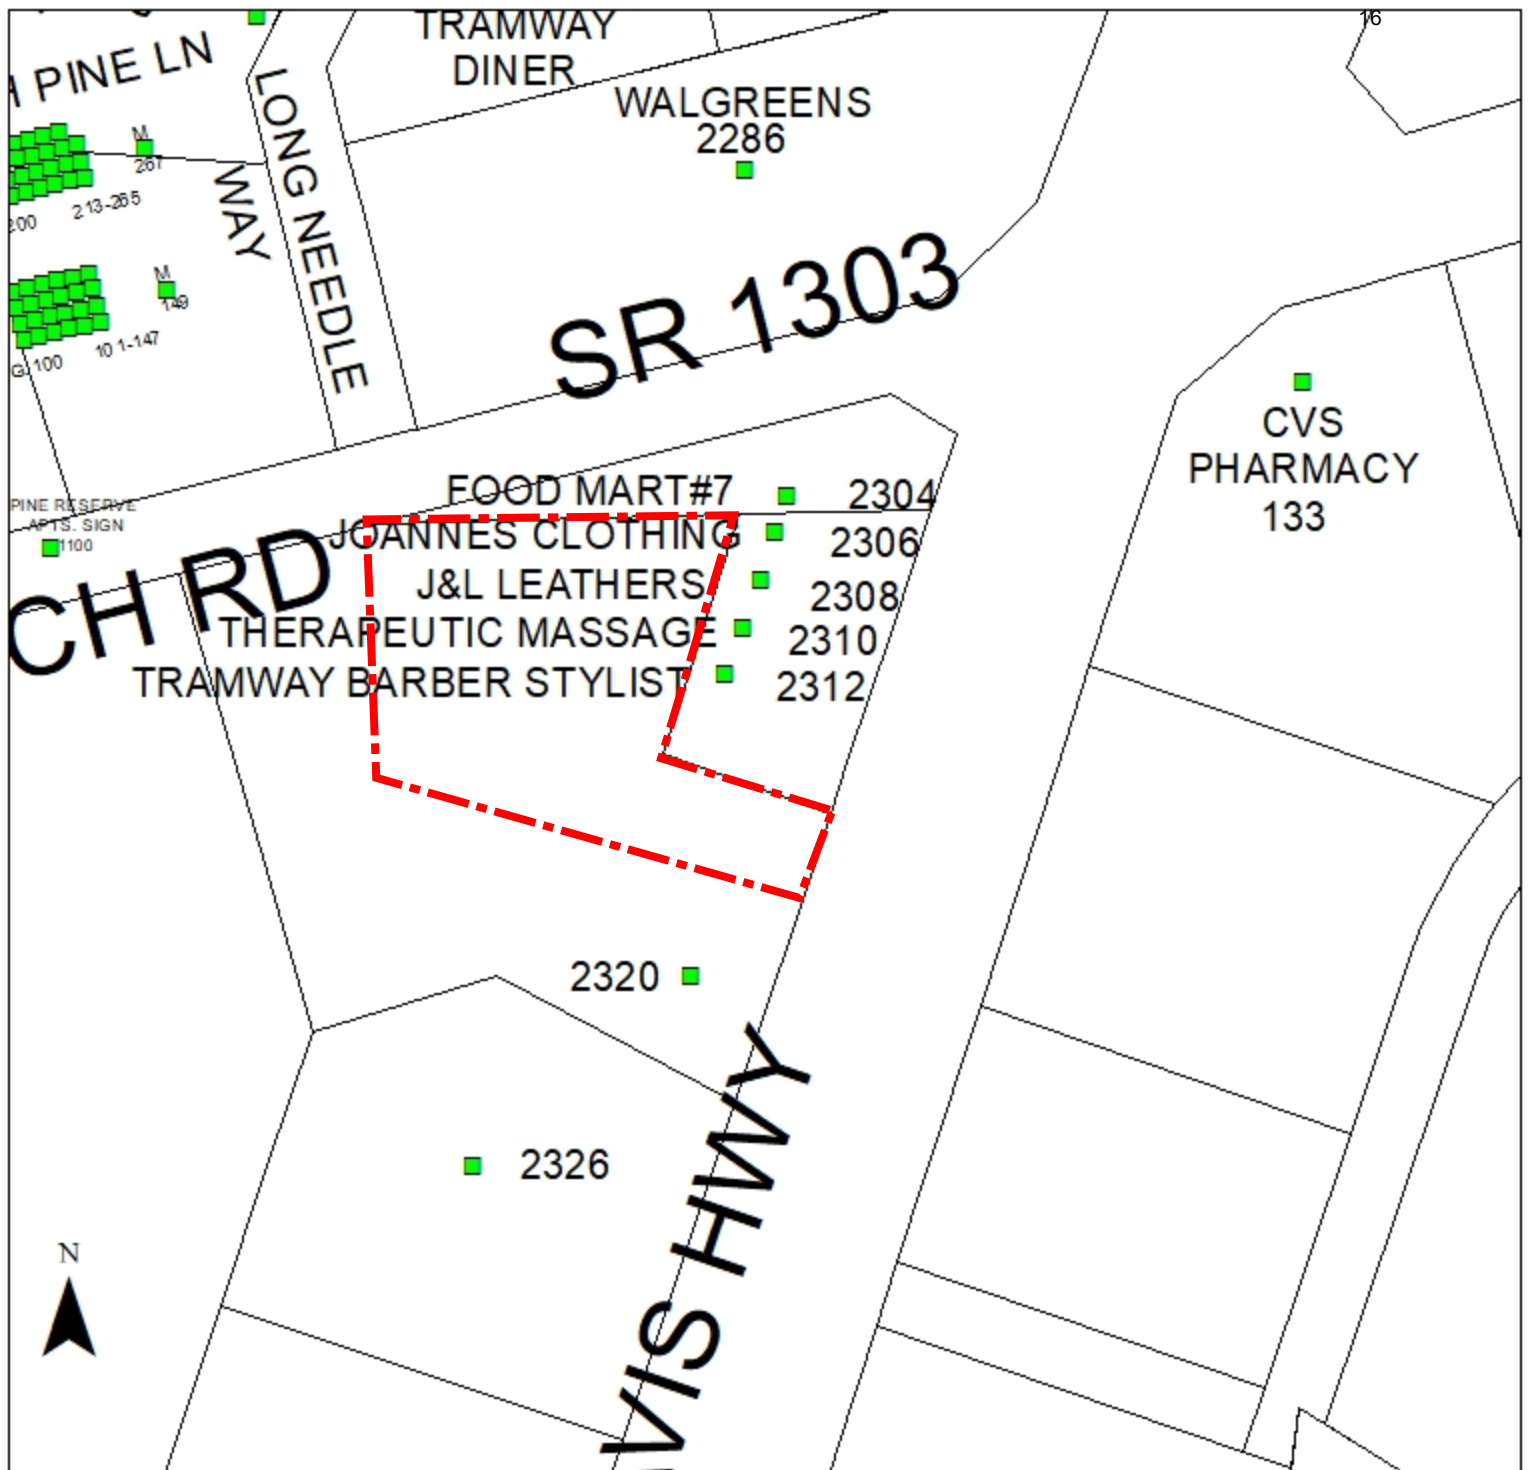 16
TRAMWAY
DINER
PINE LN
WALGREENS
2286
LONG NEEDLE
WAY
M
267
213-265
200
M
149
101-147
100
SR 1303
CVS
PHARMACY
133
FOOD MART#7 2304
JOANNES CLOTHING 2306
J&L LEATHERS 2308
THERAPEUTIC MASSAGE 2310
TRAMWAY BARBER STYLIST 2312
PINE RESERVE
APTS. SIGN
1100
CH RD
2320
2326
VIS HWY
N